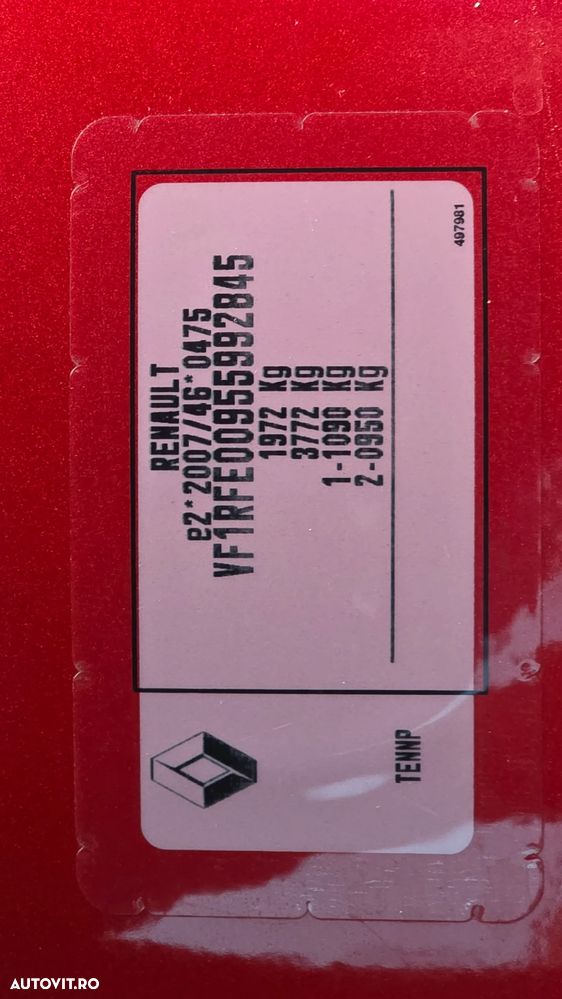 RENAULT
e2*2007/46*0475
VF1RFE00955992845
1972 Kg
3772 Kg
1-1090 Kg
2-0950 Kg
497981
TENNP
AUTOVIT.RO